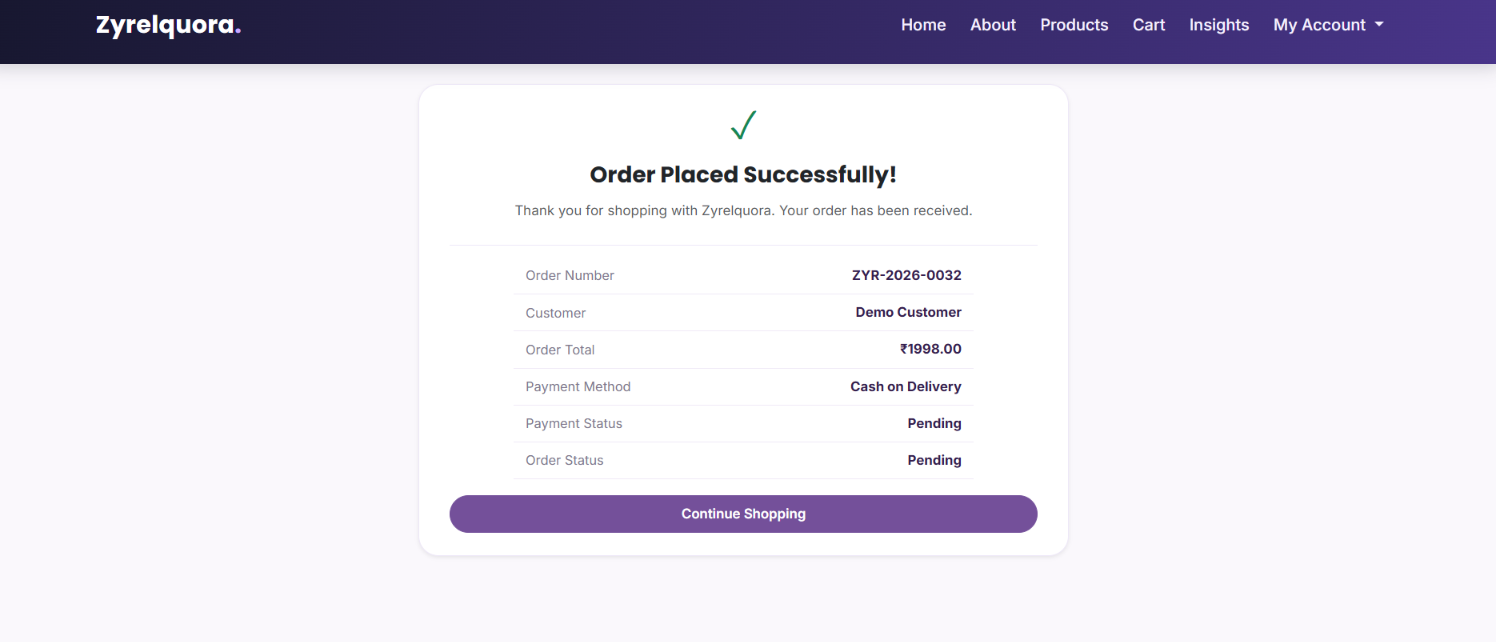 Zyrelquora.
Home About Products Cart Insights My Account
Order Placed Successfully!
Thank you for shopping with Zyrelquora. Your order has been received.
Order Number ZYR-2026-0032
Customer Demo Customer
Order Total ₹1998.00
Payment Method Cash on Delivery
Payment Status Pending
Order Status Pending
Continue Shopping